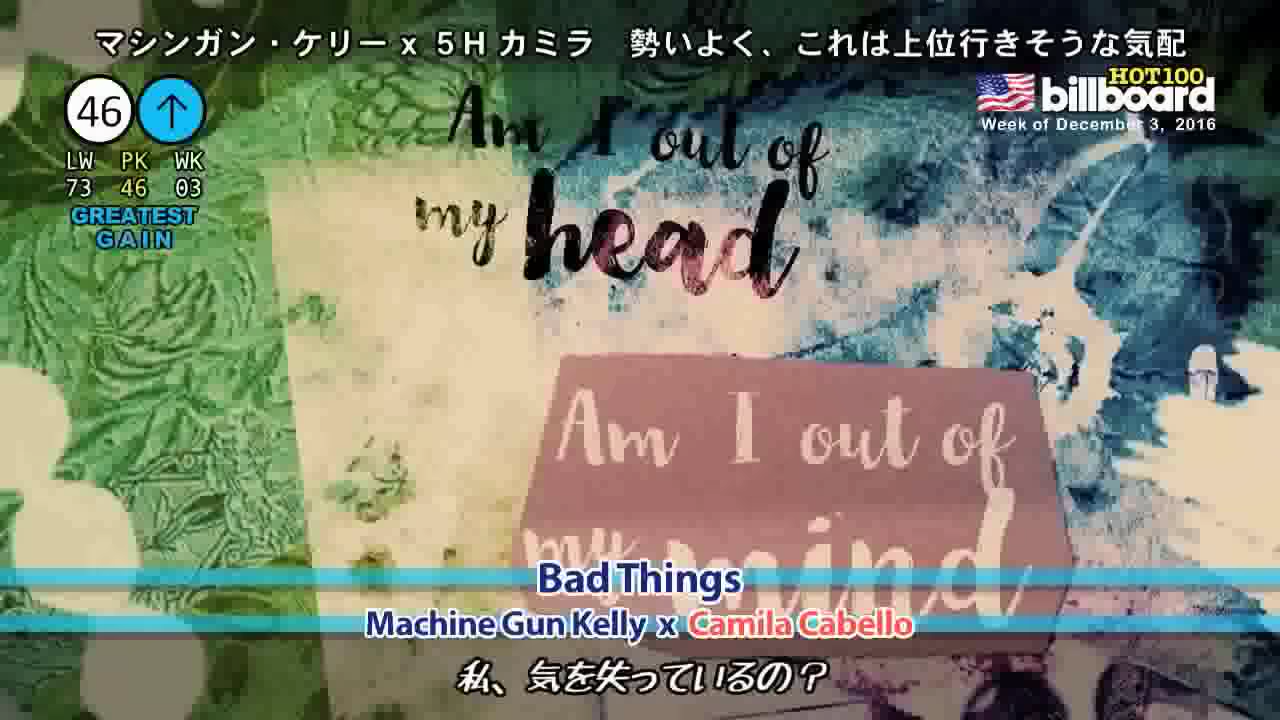 マシンガン・ケリー x 5H カミラ　勢いよく、これは上位行きそうな気配
46 ↑
LW PK WK
73 46 03
GREATEST
GAIN
HOT100
billboard
Week of December 3, 2016
Am I out of
my head
Am I out of
my mind
Bad Things
Machine Gun Kelly x Camila Cabello
私、気を失っているの？